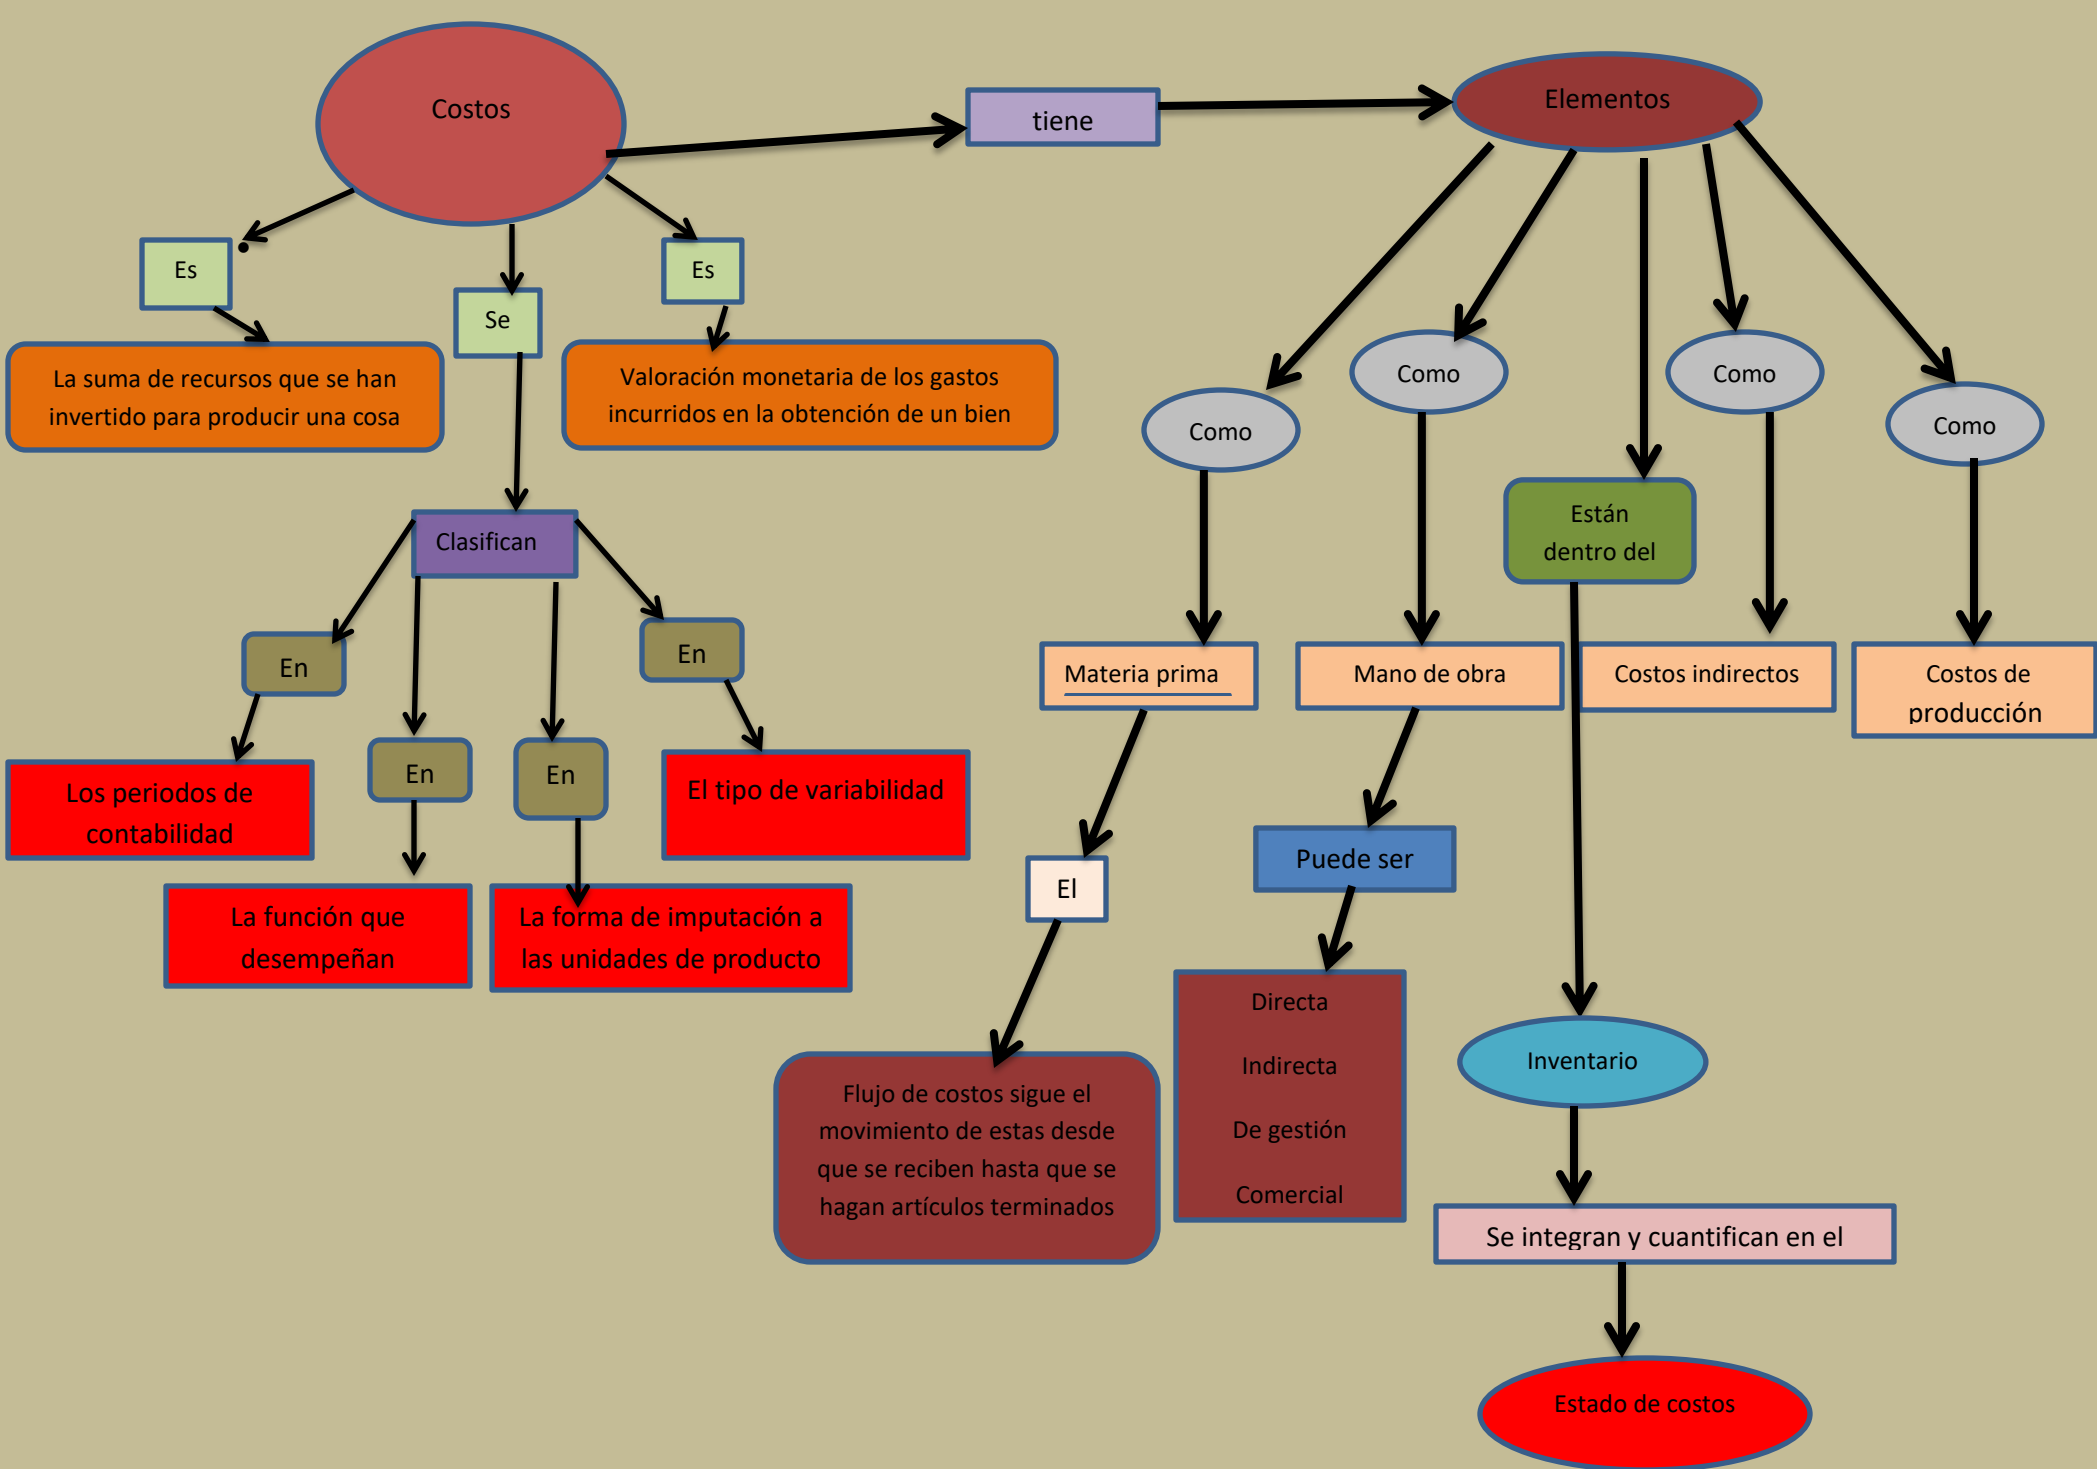 Costos
tiene
Elementos
Es
Se
Es
La suma de recursos que se han
invertido para producir una cosa
Valoración monetaria de los gastos
incurridos en la obtención de un bien
Clasifican
En
En
En
En
Los periodos de
contabilidad
La función que
desempeñan
La forma de imputación a
las unidades de producto
El tipo de variabilidad
Como
Como
Están
dentro del
Como
Como
Materia prima
Mano de obra
Costos indirectos
Costos de
producción
El
Puede ser
Flujo de costos sigue el
movimiento de estas desde
que se reciben hasta que se
hagan artículos terminados
Directa
Indirecta
De gestión
Comercial
Inventario
Se integran y cuantifican en el
Estado de costos